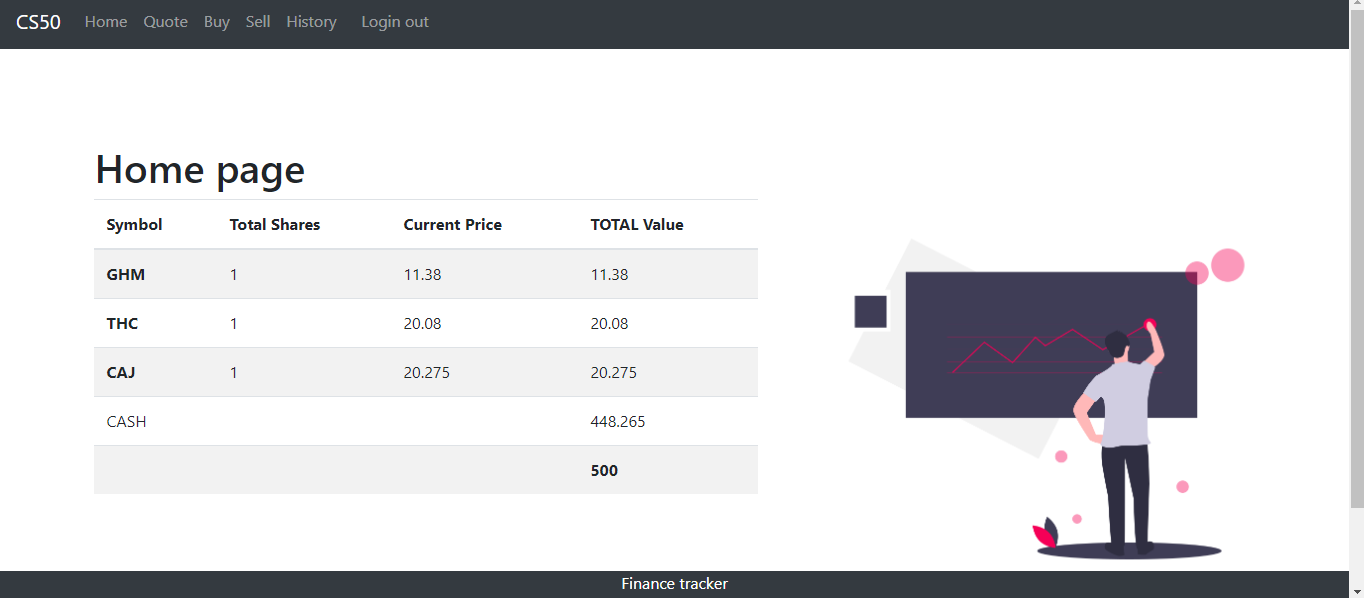 CS50 Home Quote Buy Sell History Login out
Home page
Symbol Total Shares Current Price TOTAL Value
GHM 1 11.38 11.38
THC 1 20.08 20.08
CAJ 1 20.275 20.275
CASH 448.265
500
Finance tracker